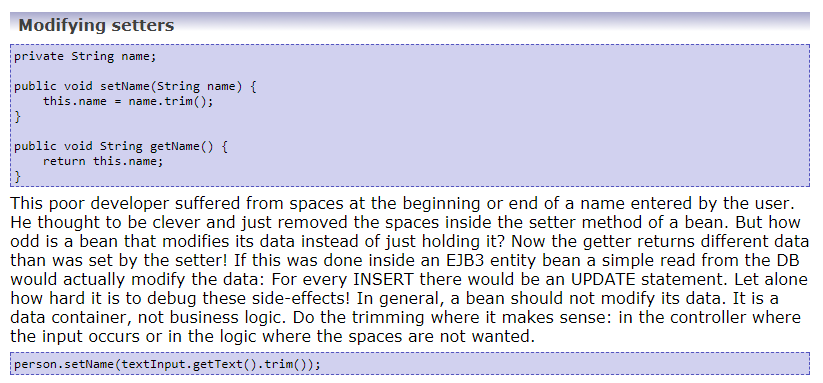 Modifying setters
private String name;
public void setName(String name) {
    this.name = name.trim();
}
public void String getName() {
    return this.name;
}
This poor developer suffered from spaces at the beginning or end of a name entered by the user.
He thought to be clever and just removed the spaces inside the setter method of a bean. But how
odd is a bean that modifies its data instead of just holding it? Now the getter returns different data
than was set by the setter! If this was done inside an EJB3 entity bean a simple read from the DB
would actually modify the data: For every INSERT there would be an UPDATE statement. Let alone
how hard it is to debug these side-effects! In general, a bean should not modify its data. It is a
data container, not business logic. Do the trimming where it makes sense: in the controller where
the input occurs or in the logic where the spaces are not wanted.
person.setName(textInput.getText().trim());